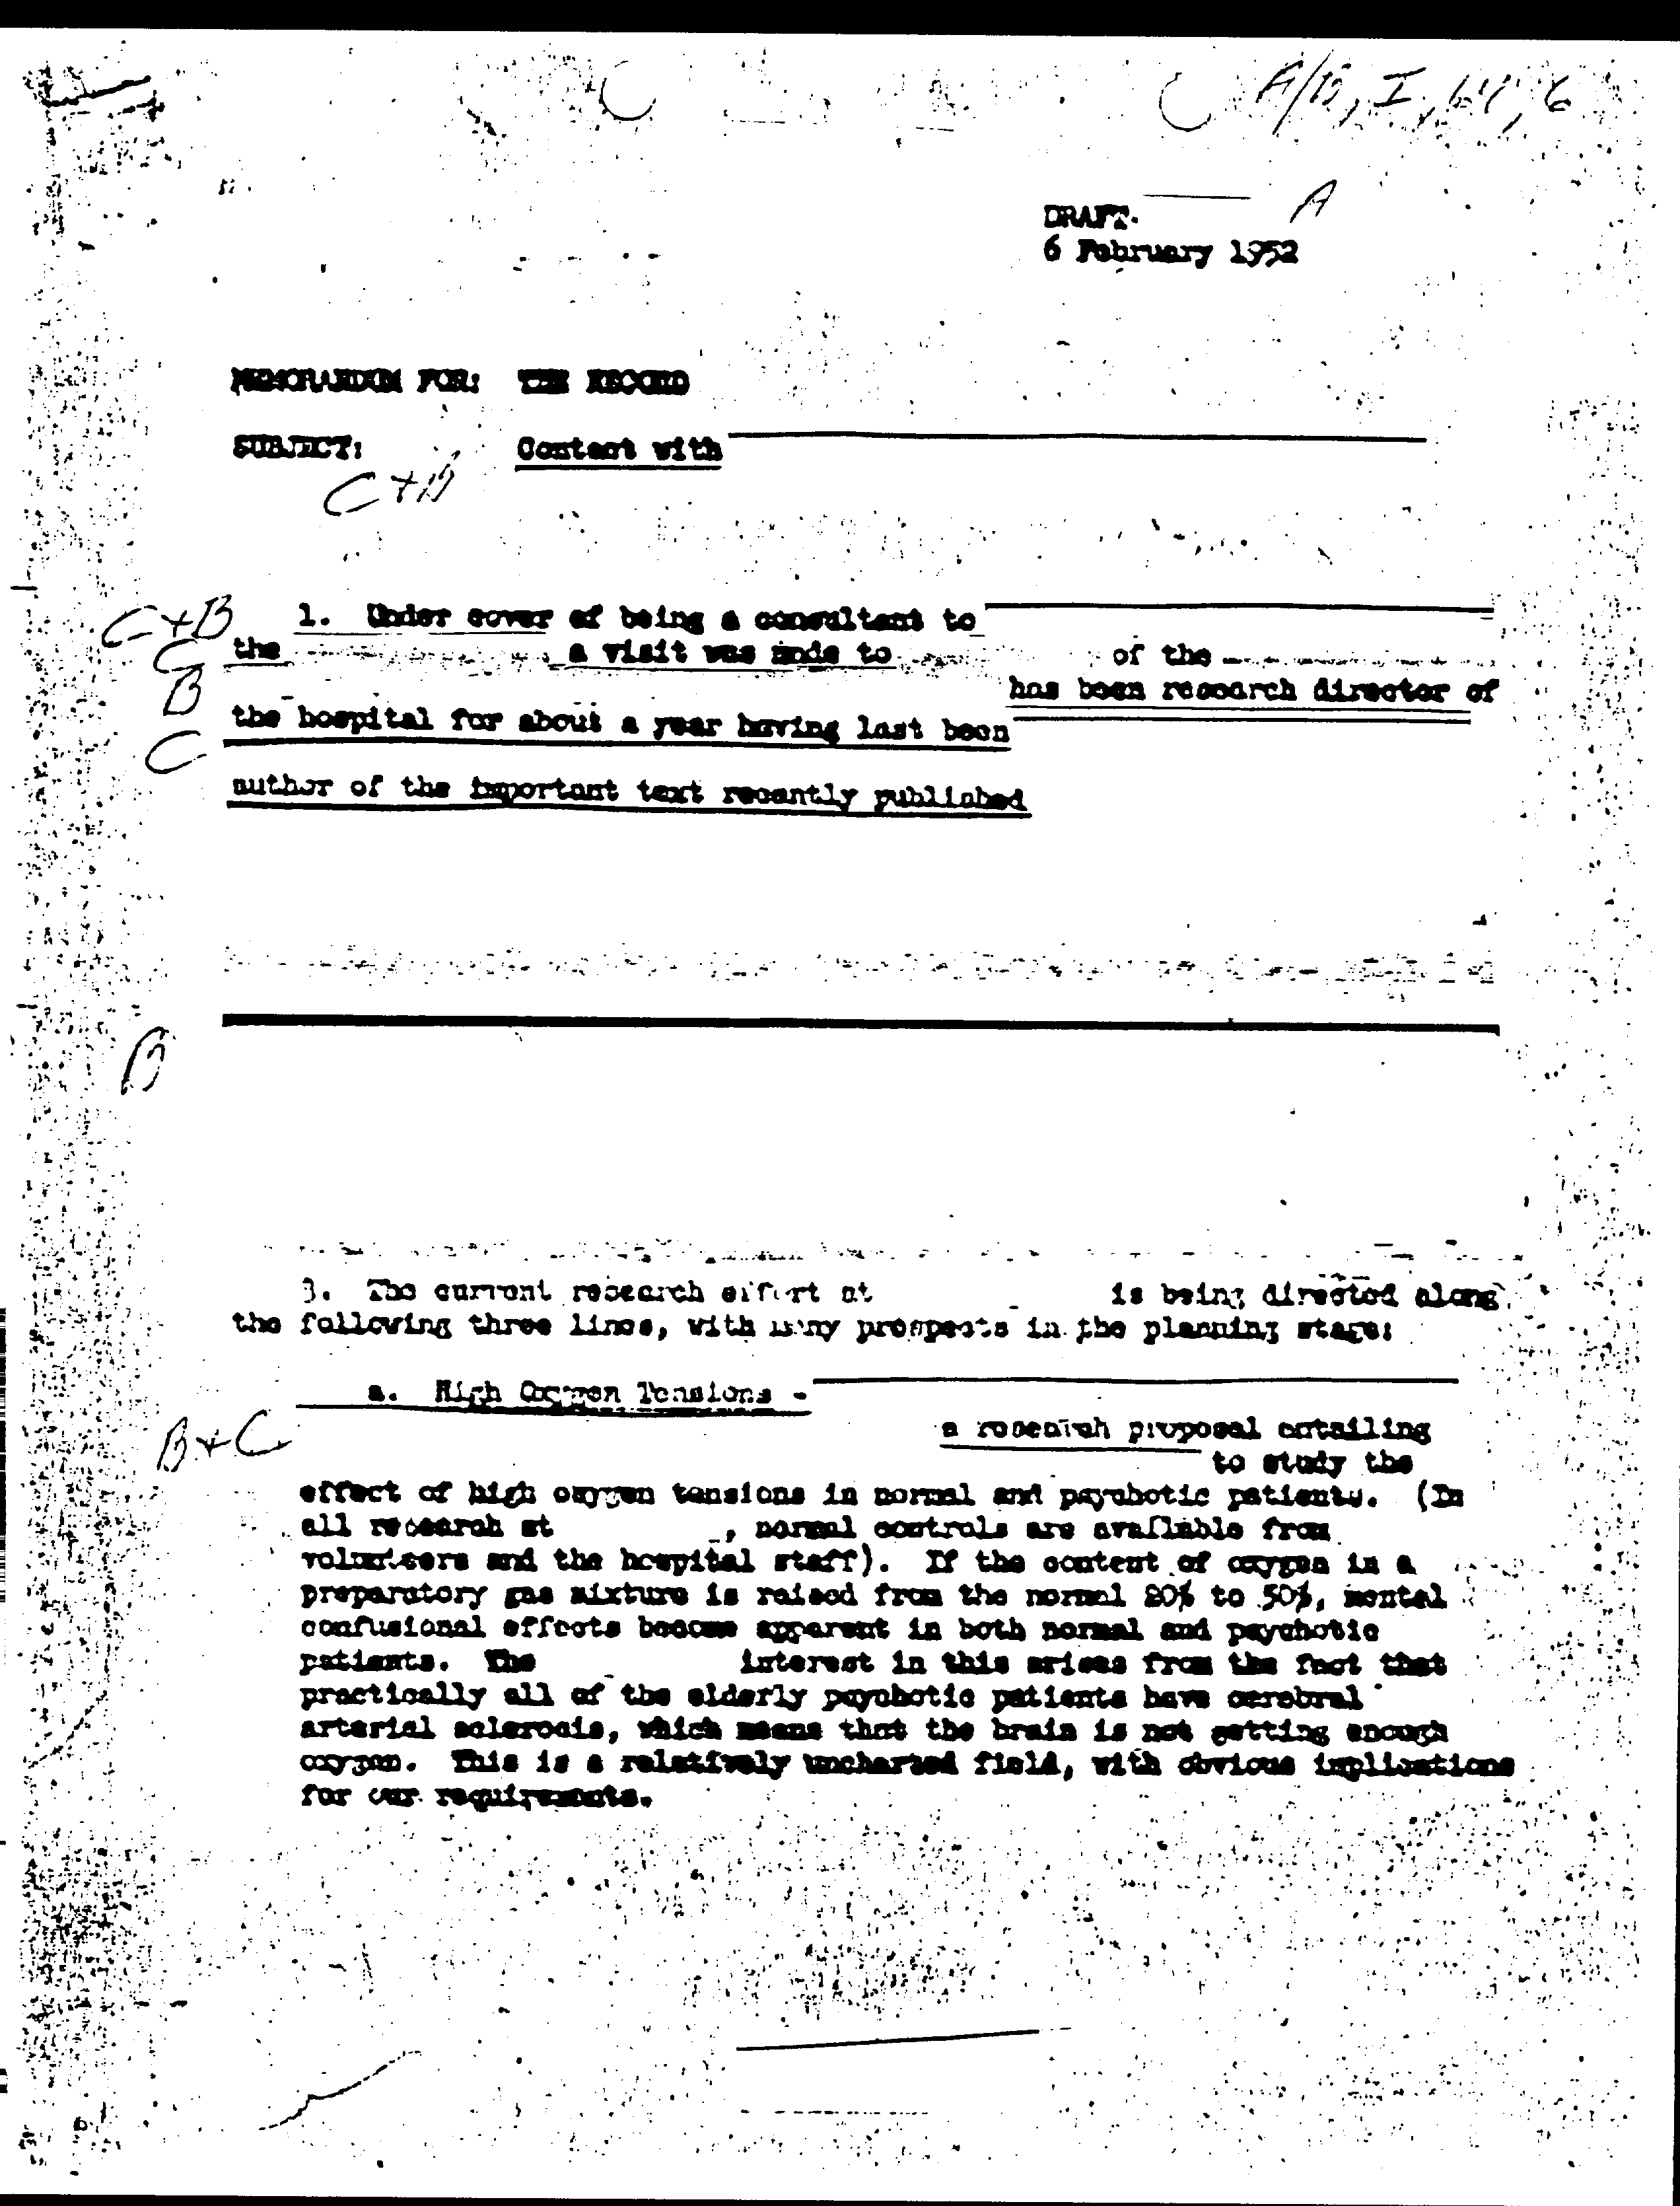 A/B, I, 64, 6
A
DRAFT.
6 February 1952
MEMORANDUM FOR: THE RECORD
SUBJECT: Contact with
C+B
C+B
1. Under cover of being a consultant to
C
the a visit was made to of the
B
has been research director of
the hospital for about a year having last been
C
author of the important text recently published
B
3. The current research effort at is being directed along
the following three lines, with many prospects in the planning stage:
a. High Oxygen Tensions -
B+C
a research proposal entailing
to study the
effect of high oxygen tensions in normal and psychotic patients. (In
all research at , normal controls are available from
volunteers and the hospital staff). If the content of oxygen in a
preparatory gas mixture is raised from the normal 20% to 50%, mental
confusional effects become apparent in both normal and psychotic
patients. The interest in this arises from the fact that
practically all of the elderly psychotic patients have cerebral
arterial sclerosis, which means that the brain is not getting enough
oxygen. This is a relatively uncharted field, with obvious implications
for our requirements.